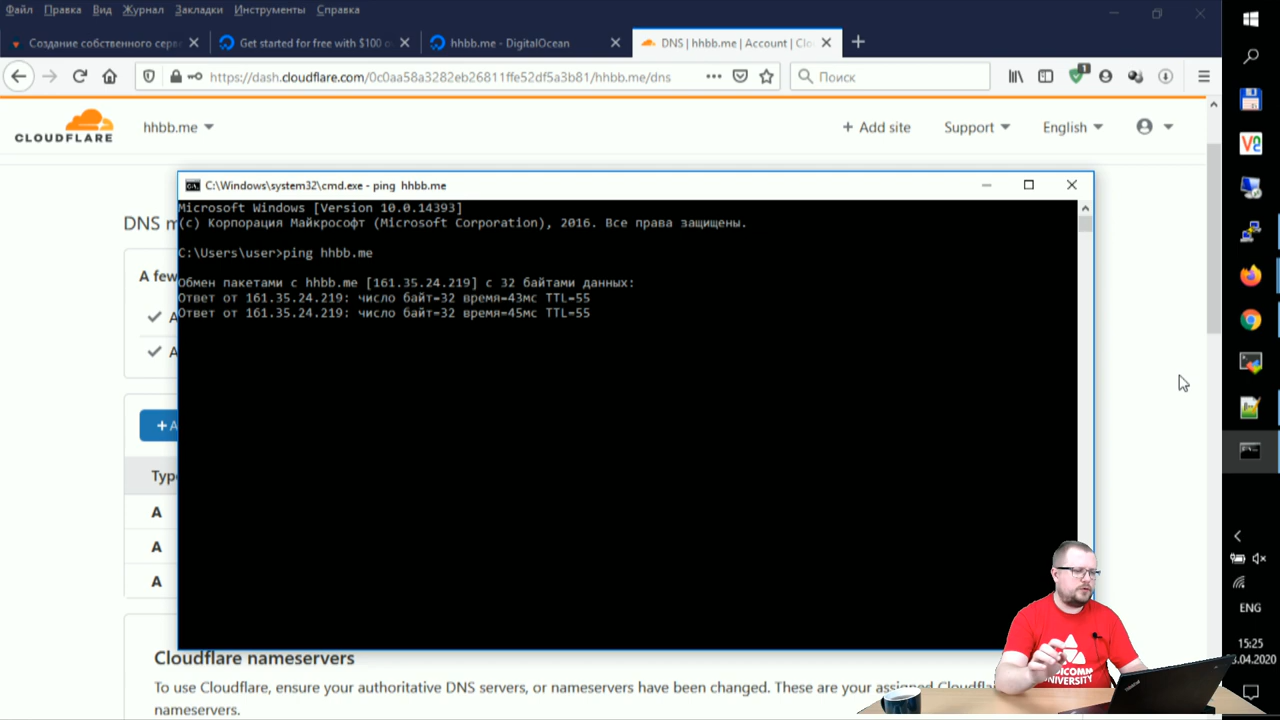 Файл Правка Вид Журнал Закладки Инструменты Справка
Создание собственного серв
Get started for free with $100 o
hhbb.me - DigitalOcean
DNS | hhbb.me | Account | Clo
https://dash.cloudflare.com/0c0aa58a3282eb26811ffe52df5a3b81/hhbb.me/dns
Поиск
1
CLOUDFLARE
hhbb.me
+ Add site
Support
English
DNS m
A few
A
A
+ A
Type
A
A
A
C:\Windows\system32\cmd.exe - ping hhbb.me
Microsoft Windows [Version 10.0.14393]
(c) Корпорация Майкрософт (Microsoft Corporation), 2016. Все права защищены.
C:\Users\user>ping hhbb.me
Обмен пакетами с hhbb.me [161.35.24.219] с 32 байтами данных:
Ответ от 161.35.24.219: число байт=32 время=43мс TTL=55
Ответ от 161.35.24.219: число байт=32 время=45мс TTL=55
Cloudflare nameservers
To use Cloudflare, ensure your authoritative DNS servers, or nameservers have been changed. These are your assigned Cloudfla
nameservers.
UNIVERSITY
ENG
15:25
.04.2020